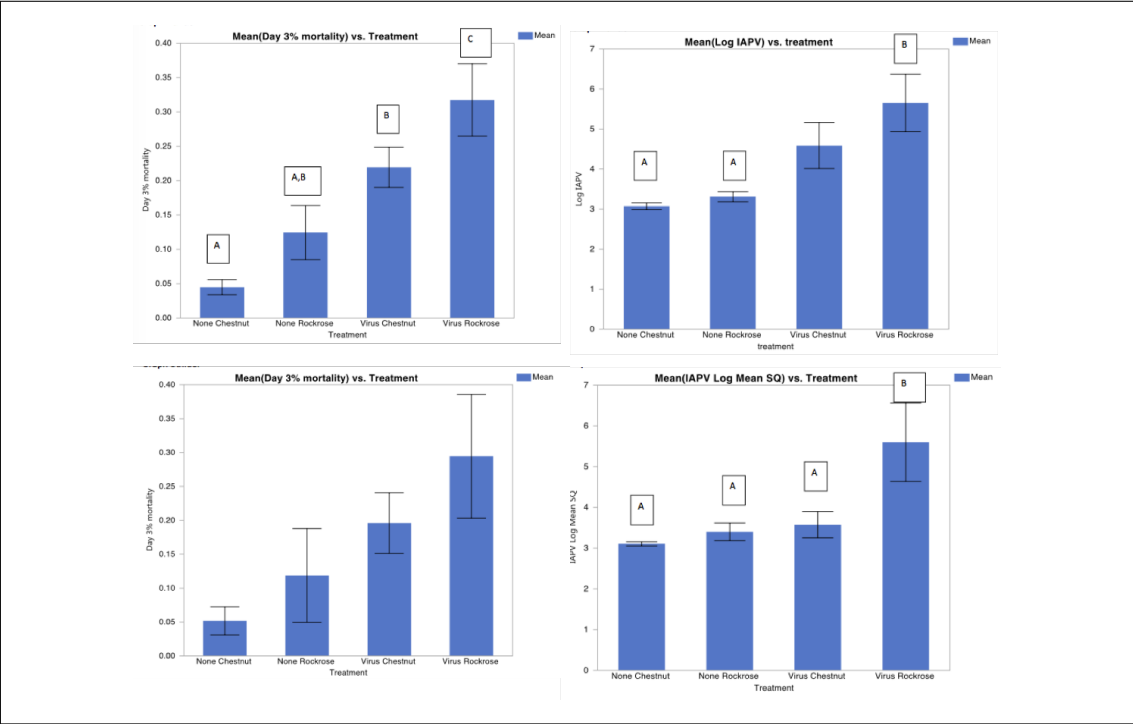 Mean(Day 3% mortality) vs. Treatment
Mean
C
B
A,B
A
0.40
0.35
0.30
0.25
0.20
0.15
0.10
0.05
0.00
Day 3% mortality
None Chestnut None Rockrose Virus Chestnut Virus Rockrose
Treatment
Mean(Log IAPV) vs. treatment
Mean
B
A A
7
6
5
4
3
2
1
0
Log IAPV
None Chestnut None Rockrose Virus Chestnut Virus Rockrose
treatment
Mean(Day 3% mortality) vs. Treatment
Mean
0.40
0.35
0.30
0.25
0.20
0.15
0.10
0.05
0.00
Day 3% mortality
None Chestnut None Rockrose Virus Chestnut Virus Rockrose
Treatment
Mean(IAPV Log Mean SQ) vs. Treatment
Mean
B
A A A
7
6
5
4
3
2
1
0
IAPV Log Mean SQ
None Chestnut None Rockrose Virus Chestnut Virus Rockrose
Treatment